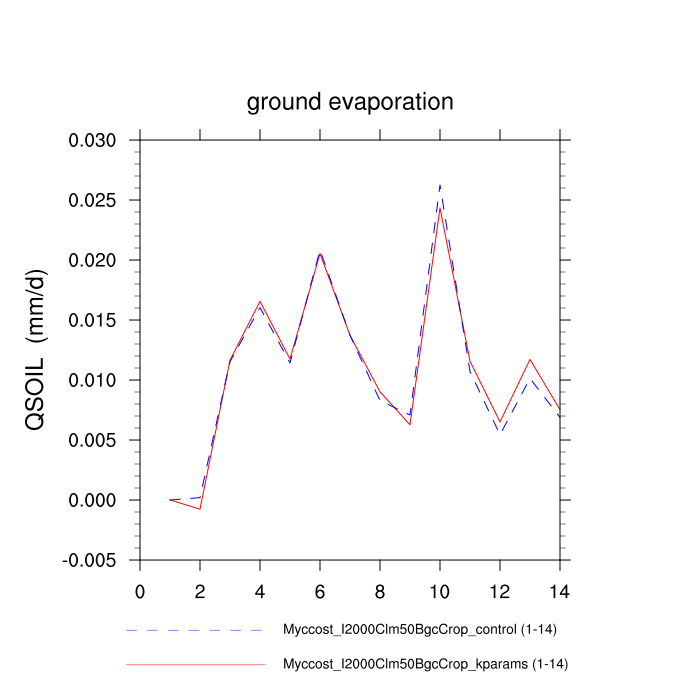 ground evaporation
QSOIL (mm/d)
0.030
0.025
0.020
0.015
0.010
0.005
0.000
-0.005
0 2 4 6 8 10 12 14
Myccost_I2000Clm50BgcCrop_control (1-14)
Myccost_I2000Clm50BgcCrop_kparams (1-14)